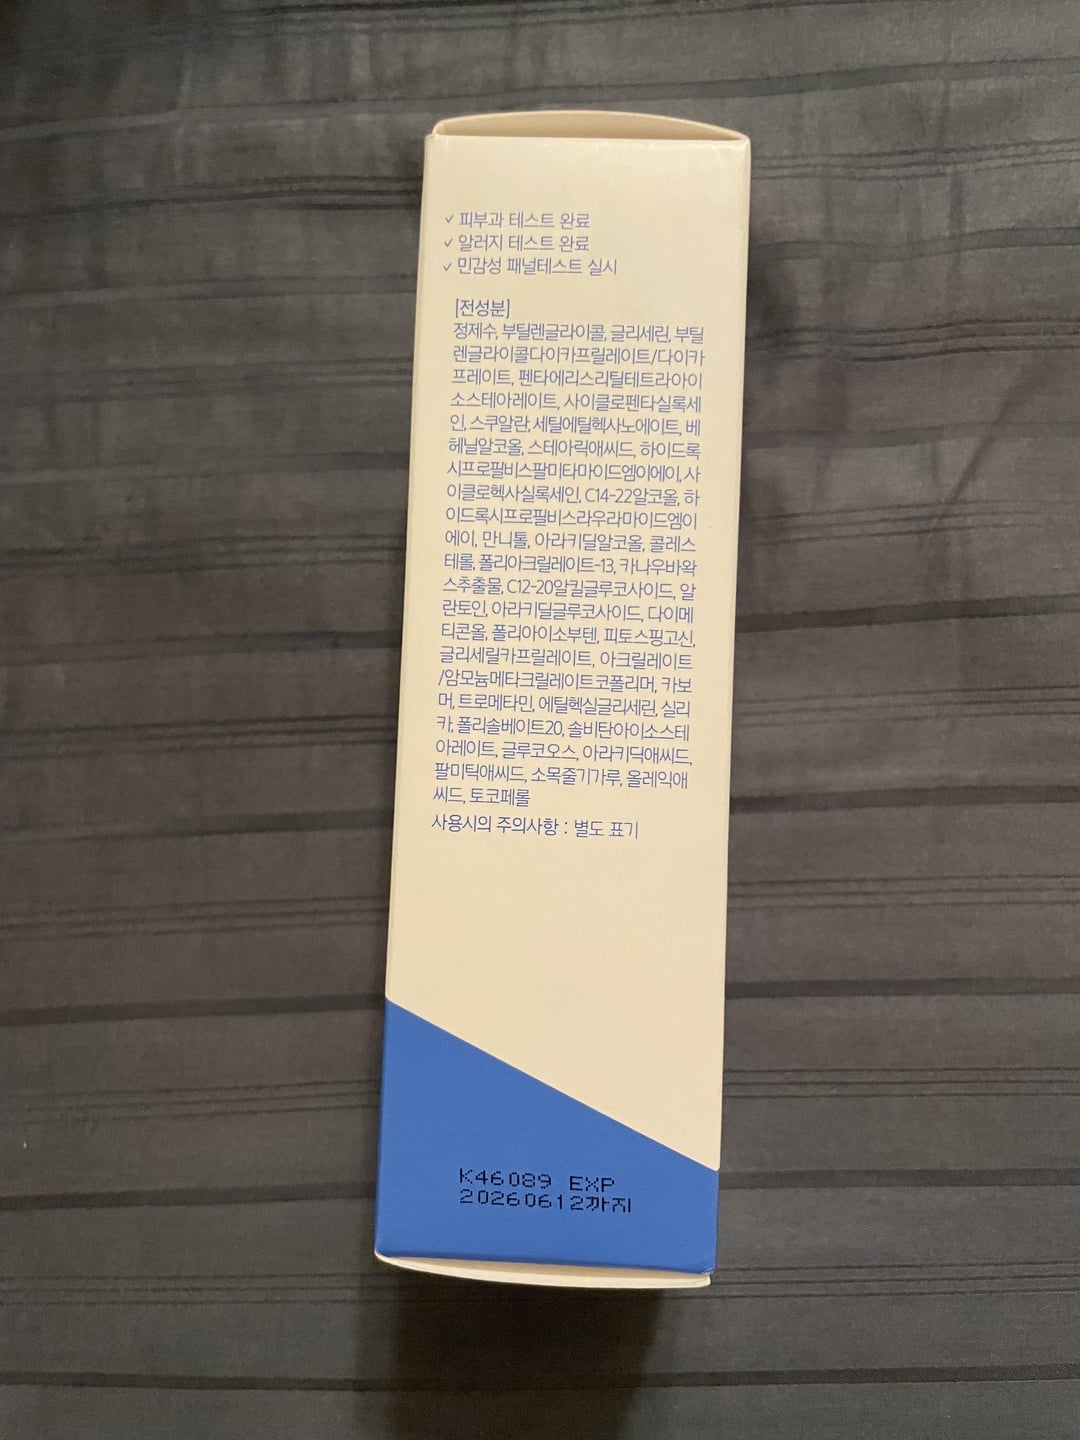 ✓ 피부과 테스트 완료
✓ 알러지 테스트 완료
✓ 민감성 패널테스트 실시
[전성분]
정제수, 부틸렌글라이콜, 글리세린, 부틸
렌글라이콜다이카프릴레이트/다이카
프레이트, 펜타에리스리틸테트라아이
소스테아레이트, 사이클로펜타실록세
인, 스쿠알란, 세틸에틸헥사노에이트, 베
헤닐알코올, 스테아릭애씨드, 하이드록
시프로필비스팔미타마이드엠이에이, 사
이클로헥사실록세인, C14-22알코올, 하
이드록시프로필비스라우라마이드엠이
에이, 만니톨, 아라키딜알코올, 콜레스
테롤, 폴리아크릴레이트-13, 카나우바왁
스추출물, C12-20알킬글루코사이드, 알
란토인, 아라키딜글루코사이드, 다이메
티콘올, 폴리아이소부텐, 피토스핑고신,
글리세릴카프릴레이트, 아크릴레이트
/암모늄메타크릴레이트코폴리머, 카보
머, 트로메타민, 에틸헥실글리세린, 실리
카, 폴리솔베이트20, 솔비탄아이소스테
아레이트, 글루코오스, 아라키딕애씨드,
팔미틱애씨드, 소목줄기가루, 올레익애
씨드, 토코페롤
사용시의 주의사항 : 별도 표기
K46089 EXP
20260612까지